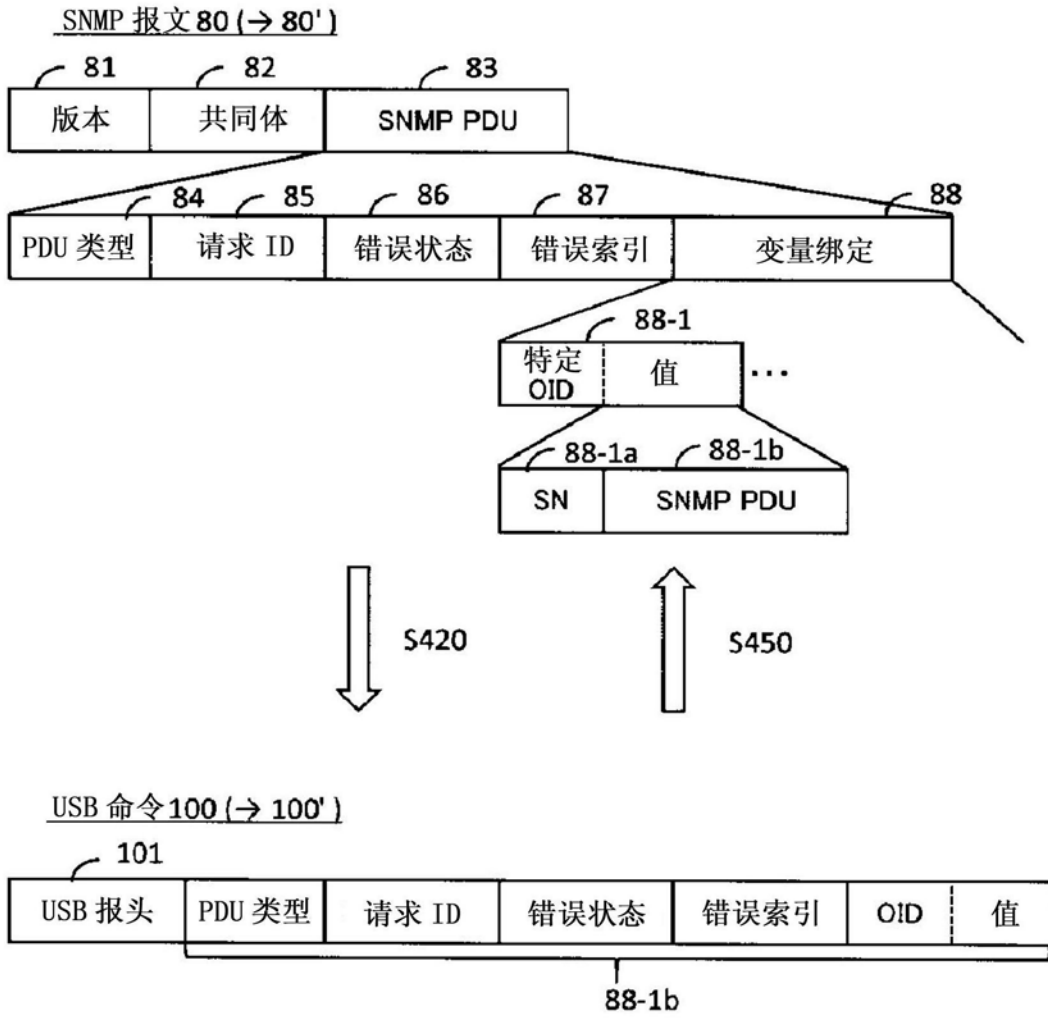 SNMP 报文 80 (→ 80')
81 82 83
版本 共同体 SNMP PDU
84 85 86 87 88
PDU 类型 请求 ID 错误状态 错误索引 变量绑定
88-1
特定 OID 值 ···
88-1a 88-1b
SN SNMP PDU
S420 S450
USB 命令 100 (→ 100')
101
USB 报头 PDU 类型 请求 ID 错误状态 错误索引 OID 值
88-1b